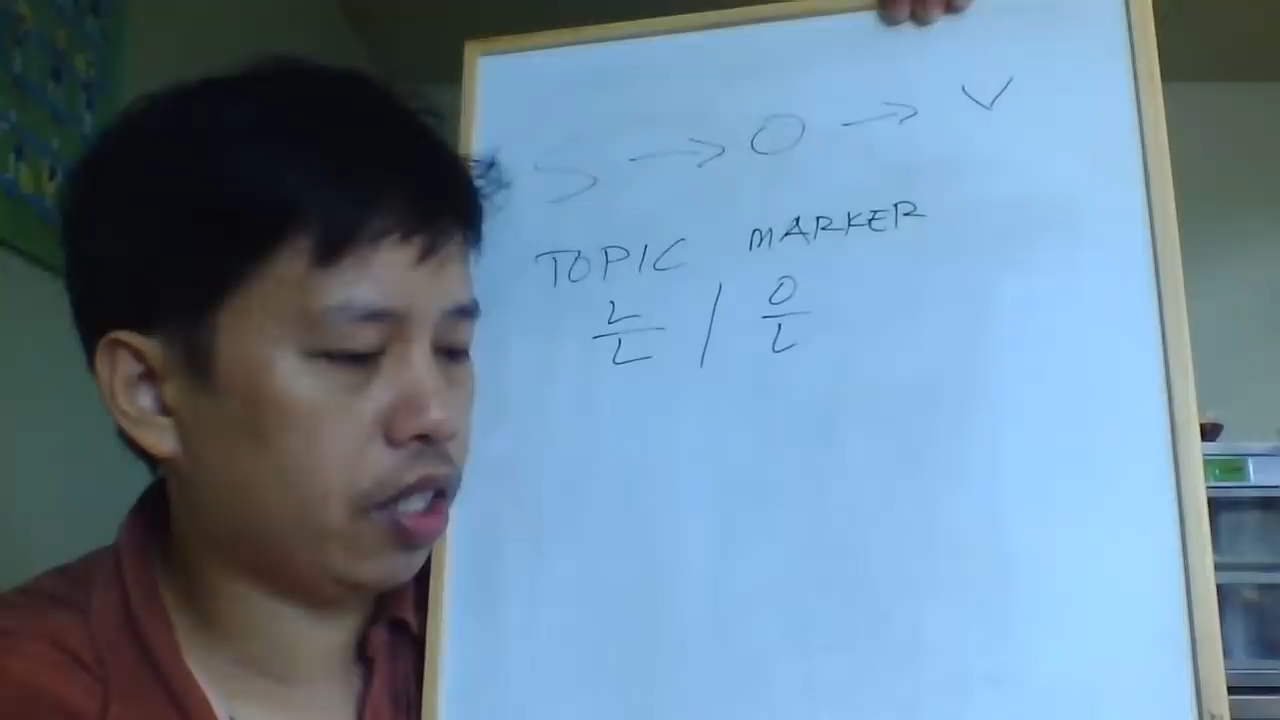 S → O → V
TOPIC MARKER
는 / 은